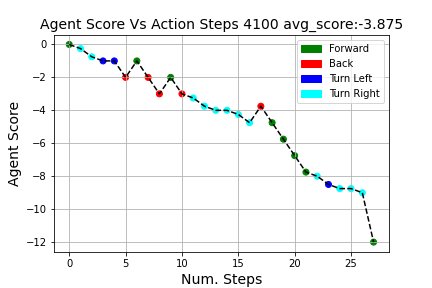 Agent Score Vs Action Steps 4100 avg_score:-3.875
Forward
Back
Turn Left
Turn Right
Agent Score
0
−2
−4
−6
−8
−10
−12
0 5 10 15 20 25
Num. Steps